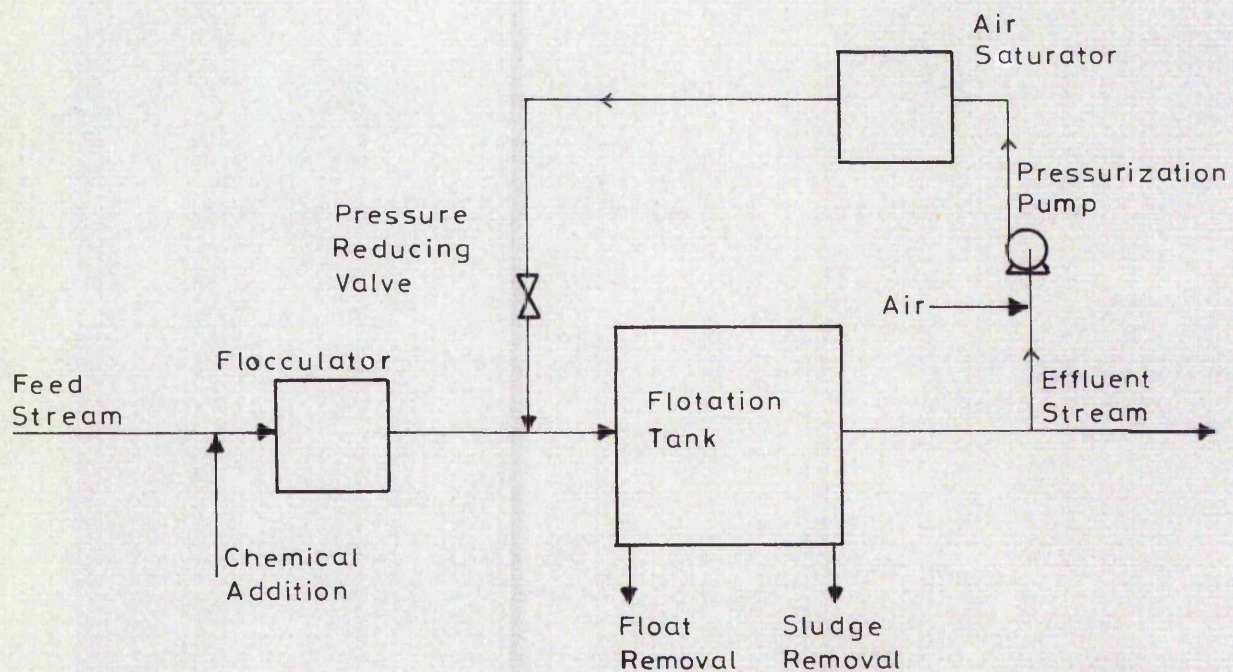 Air
Saturator
Pressurization
Pump
Pressure
Reducing
Valve
Air
Flocculator
Feed
Stream
Flotation
Tank
Effluent
Stream
Chemical
Addition
Float
Removal
Sludge
Removal